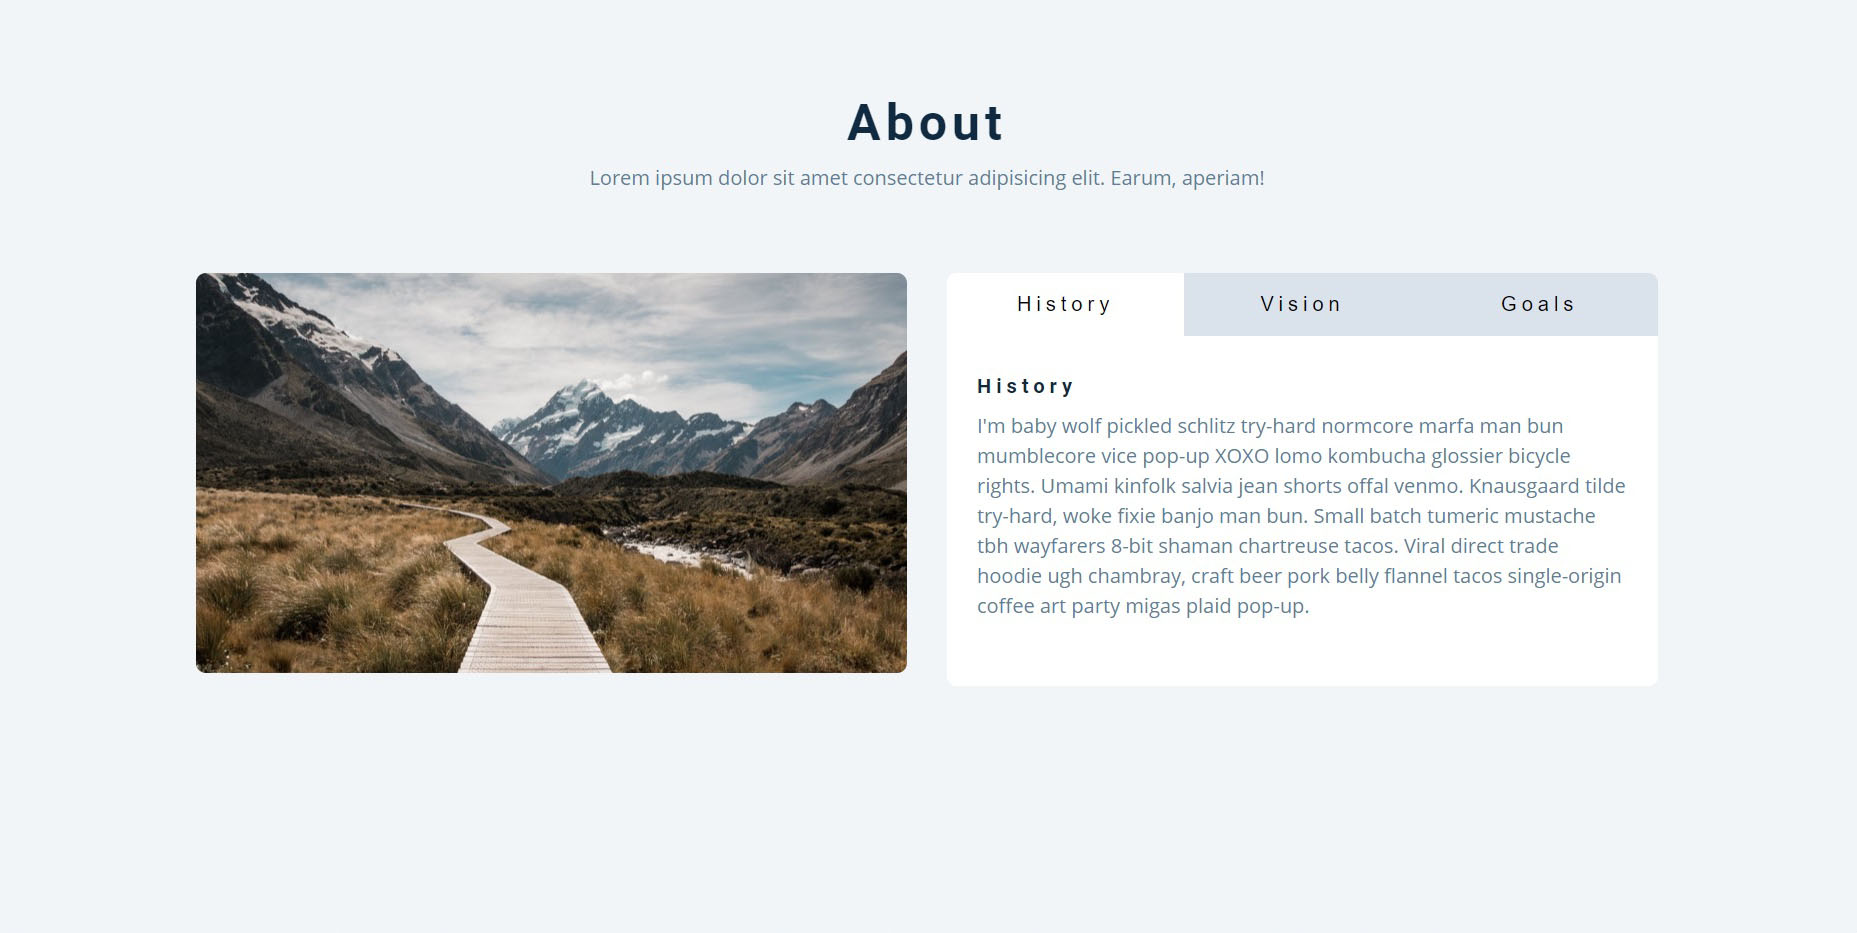 About
Lorem ipsum dolor sit amet consectetur adipisicing elit. Earum, aperiam!
History
Vision
Goals
History
I'm baby wolf pickled schlitz try-hard normcore marfa man bun
mumblecore vice pop-up XOXO lomo kombucha glossier bicycle
rights. Umami kinfolk salvia jean shorts offal venmo. Knausgaard tilde
try-hard, woke fixie banjo man bun. Small batch tumeric mustache
tbh wayfarers 8-bit shaman chartreuse tacos. Viral direct trade
hoodie ugh chambray, craft beer pork belly flannel tacos single-origin
coffee art party migas plaid pop-up.